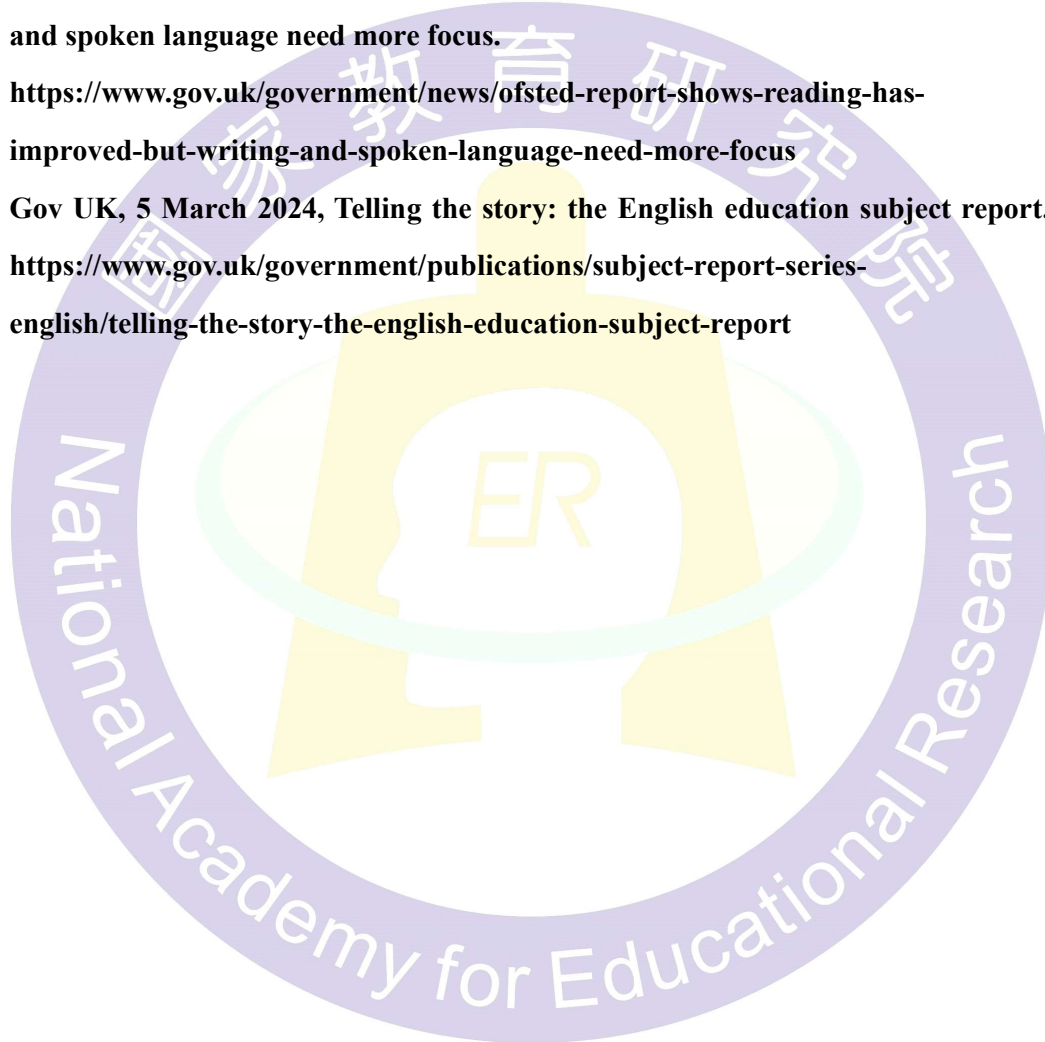 and spoken language need more focus.
https://www.gov.uk/government/news/ofsted-report-shows-reading-has-
improved-but-writing-and-spoken-language-need-more-focus
Gov UK, 5 March 2024, Telling the story: the English education subject report.
https://www.gov.uk/government/publications/subject-report-series-
english/telling-the-story-the-english-education-subject-report
國家教育研究院
ER
National Academy for Educational Research